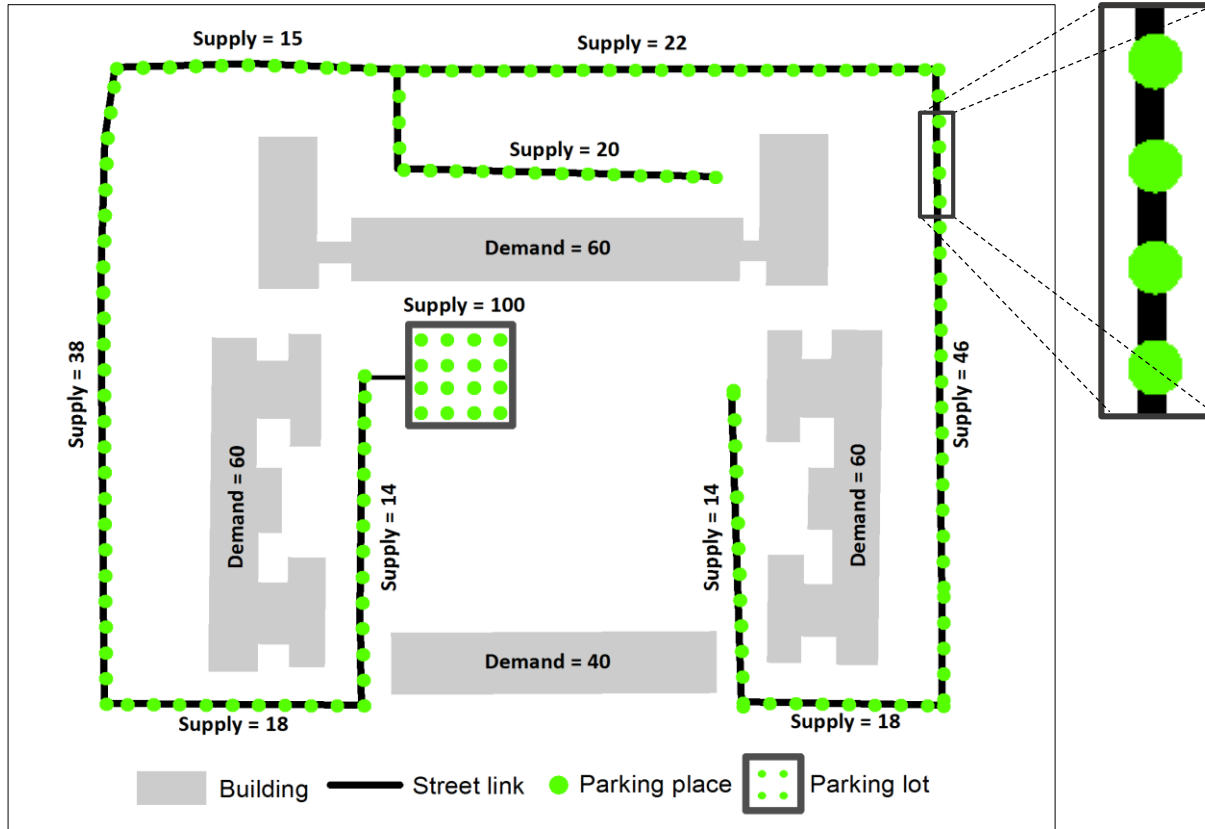 Supply = 15
Supply = 22
Supply = 20
Demand = 60
Supply = 100
Supply = 38
Demand = 60
Supply = 14
Supply = 14
Demand = 60
Supply = 46
Demand = 40
Supply = 18
Supply = 18
Building
Street link
Parking place
Parking lot